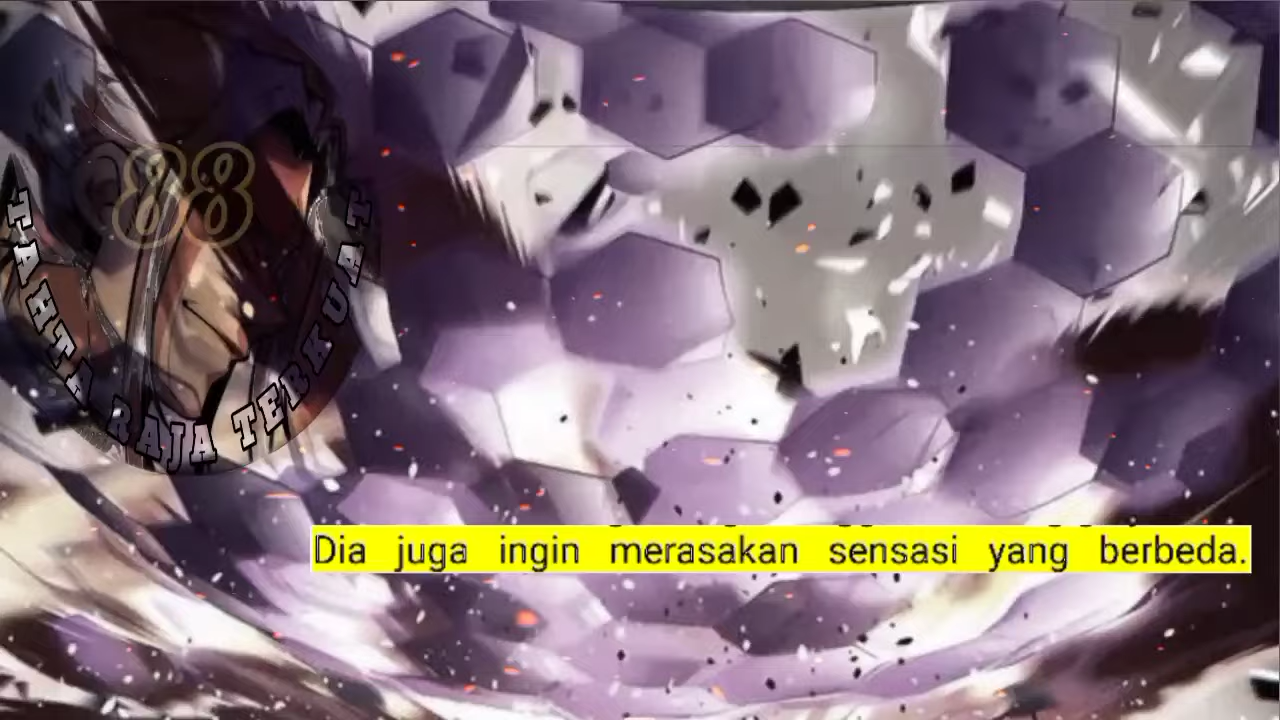 88
TAHTA RAJA TERKUAT
Dia juga ingin merasakan sensasi yang berbeda.